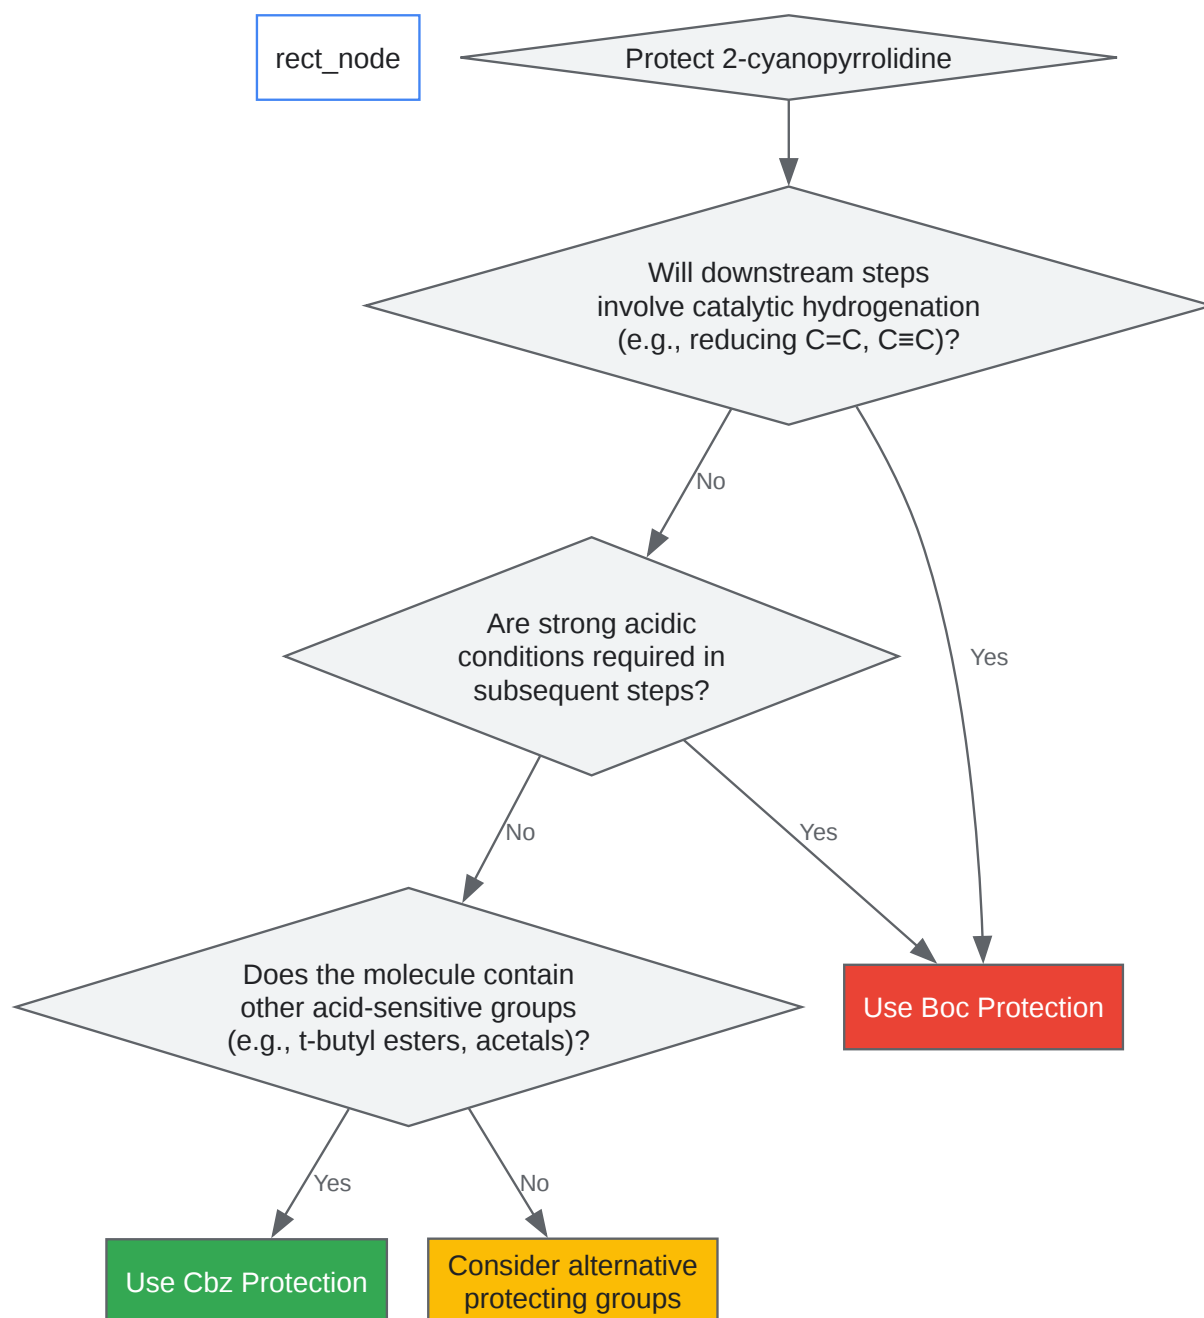 rect_node
Protect 2-cyanopyrrolidine
Will downstream steps
involve catalytic hydrogenation
(e.g., reducing C=C, C≡C)?
No
Yes
Are strong acidic
conditions required in
subsequent steps?
No
Yes
Does the molecule contain
other acid-sensitive groups
(e.g., t-butyl esters, acetals)?
Use Boc Protection
Yes
No
Use Cbz Protection
Consider alternative
protecting groups